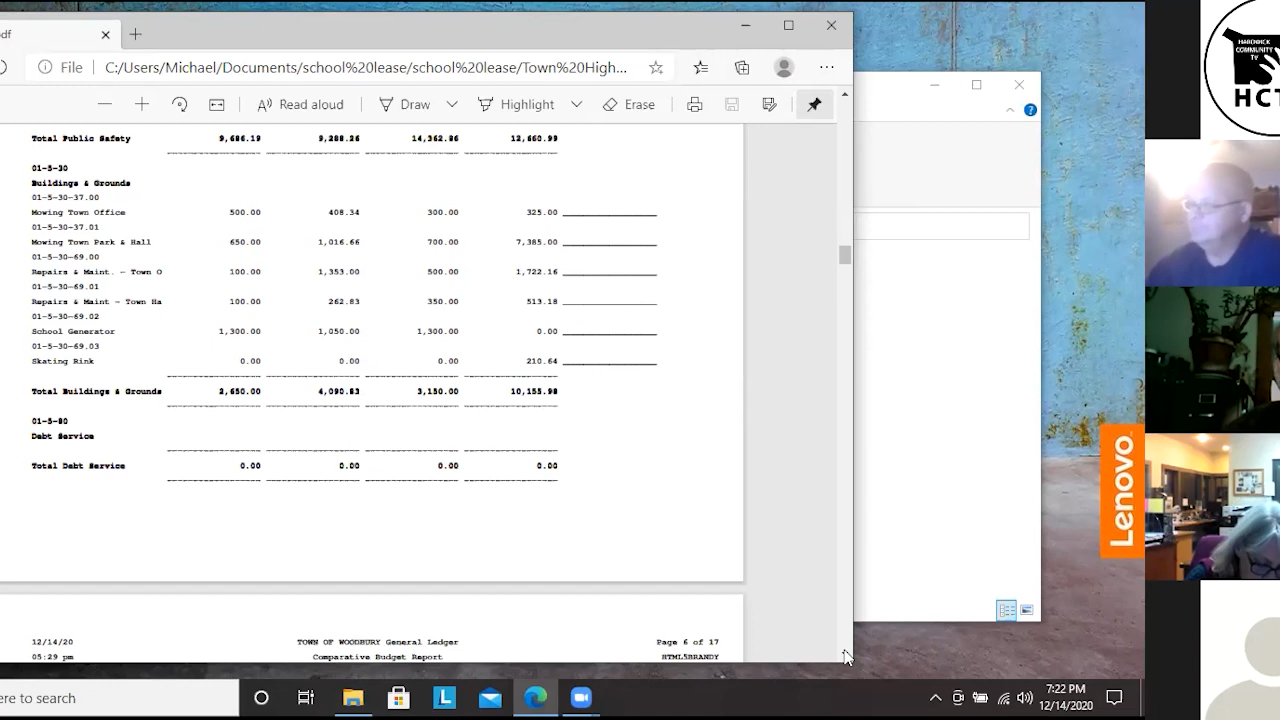 df
HARDWICK
COMMUNITY
TV
HCT
File C:/Users/Michael/Documents/school%20lease/school%20lease/Town%20High...
Read aloud Draw Highlight Erase
Total Public Safety 9,686.19 9,288.26 14,362.86 12,660.99
01-5-30
Buildings & Grounds
01-5-30-37.00
Mowing Town Office 500.00 408.34 300.00 325.00
01-5-30-37.01
Mowing Town Park & Hall 650.00 1,016.66 700.00 7,385.00
01-5-30-69.00
Repairs & Maint. - Town O 100.00 1,353.00 500.00 1,722.16
01-5-30-69.01
Repairs & Maint - Town Ha 100.00 262.83 350.00 513.18
01-5-30-69.02
School Generator 1,300.00 1,050.00 1,300.00 0.00
01-5-30-69.03
Skating Rink 0.00 0.00 0.00 210.64
Total Buildings & Grounds 2,650.00 4,090.83 3,150.00 10,155.98
01-5-80
Debt Service
Total Debt Service 0.00 0.00 0.00 0.00
Lenovo
12/14/20 TOWN OF WOODBURY General Ledger Page 6 of 17
05:29 pm Comparative Budget Report HTML5BRANDY
ere to search
L
7:22 PM
12/14/2020